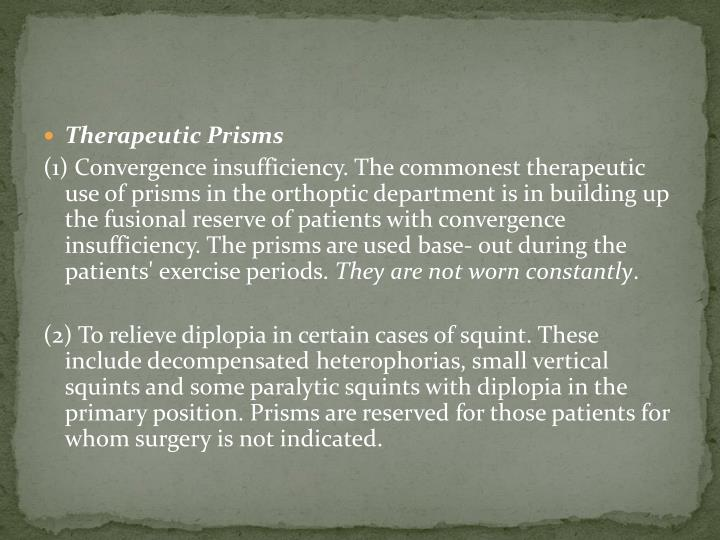 Therapeutic Prisms
(1) Convergence insufficiency. The commonest therapeutic
use of prisms in the orthoptic department is in building up
the fusional reserve of patients with convergence
insufficiency. The prisms are used base- out during the
patients' exercise periods. They are not worn constantly.
(2) To relieve diplopia in certain cases of squint. These
include decompensated heterophorias, small vertical
squints and some paralytic squints with diplopia in the
primary position. Prisms are reserved for those patients for
whom surgery is not indicated.